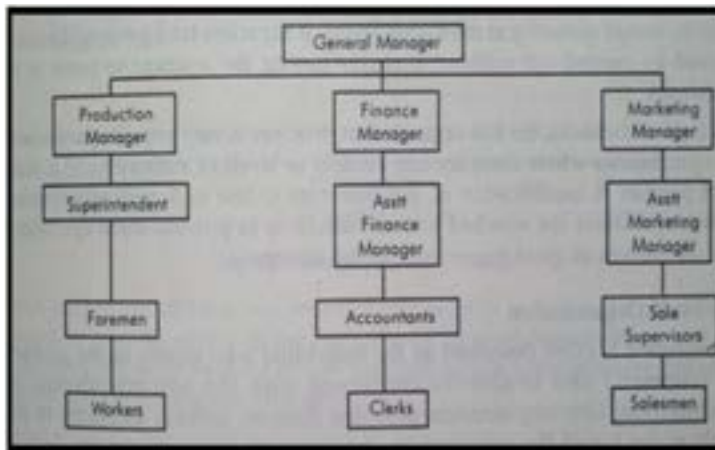 General Manager
Production
Manager
Finance
Manager
Marketing
Manager
Superintendent
Asstt
Finance
Manager
Asstt
Marketing
Manager
Foremen
Accountants
Sale
Supervisors
Workers
Clerks
Salesmen